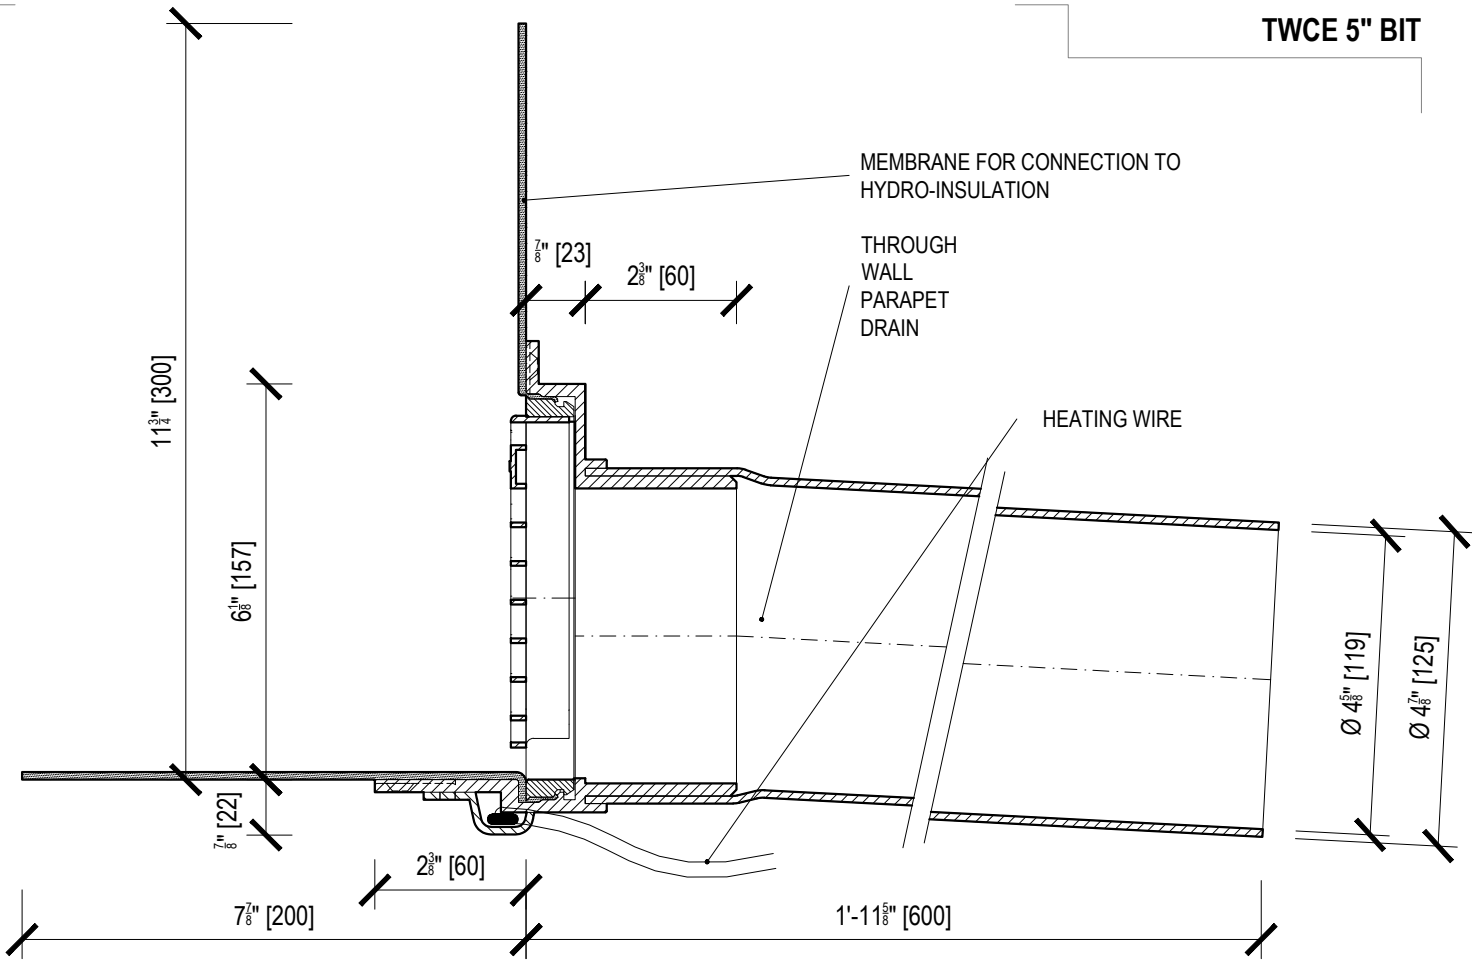 TWCE 5" BIT
MEMBRANE FOR CONNECTION TO
HYDRO-INSULATION
7/8" [23]
2 3/8" [60]
THROUGH
WALL
PARAPET
DRAIN
11 3/4" [300]
HEATING WIRE
6 1/8" [157]
Ø 4 5/8" [119]
Ø 4 7/8" [125]
7/8" [22]
2 3/8" [60]
7 7/8" [200]
1'-11 5/8" [600]